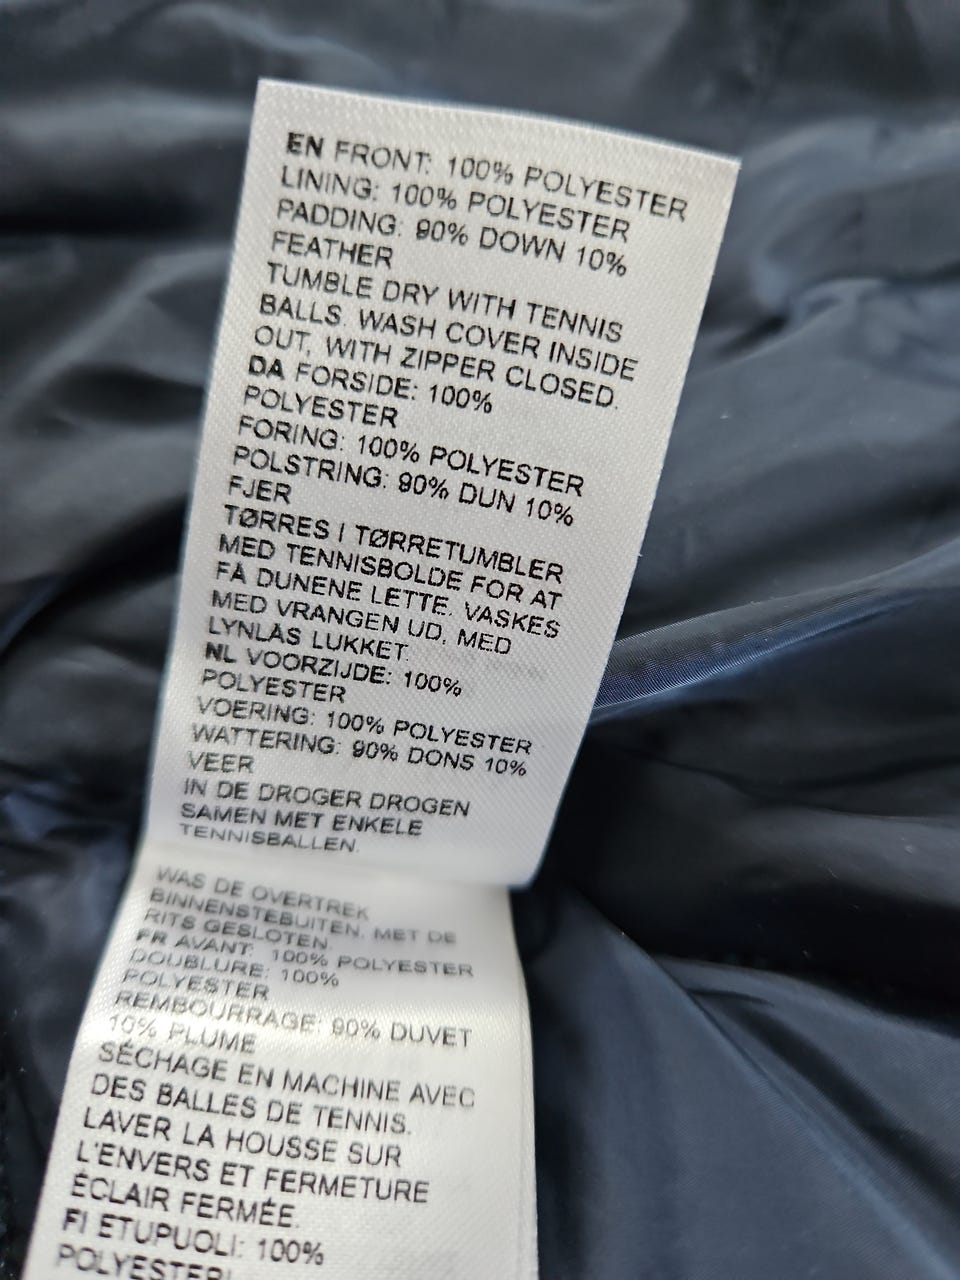 EN FRONT: 100% POLYESTER
LINING: 100% POLYESTER
PADDING: 90% DOWN 10%
FEATHER
TUMBLE DRY WITH TENNIS
BALLS. WASH COVER INSIDE
OUT, WITH ZIPPER CLOSED.
DA FORSIDE: 100%
POLYESTER
FORING: 100% POLYESTER
POLSTRING: 90% DUN 10%
FJER
TØRRES I TØRRETUMBLER
MED TENNISBOLDE FOR AT
FÅ DUNENE LETTE. VASKES
MED VRANGEN UD, MED
LYNLÅS LUKKET.
NL VOORZIJDE: 100%
POLYESTER
VOERING: 100% POLYESTER
WATTERING: 90% DONS 10%
VEER
IN DE DROGER DROGEN
SAMEN MET ENKELE
TENNISBALLEN.
WAS DE OVERTREK
BINNENSTEBUITEN, MET DE
RITS GESLOTEN.
FR AVANT: 100% POLYESTER
DOUBLURE: 100%
POLYESTER
REMBOURRAGE: 90% DUVET
10% PLUME
SÉCHAGE EN MACHINE AVEC
DES BALLES DE TENNIS.
LAVER LA HOUSSE SUR
L'ENVERS ET FERMETURE
ÉCLAIR FERMÉE.
FI ETUPUOLI: 100%
POLYESTERI